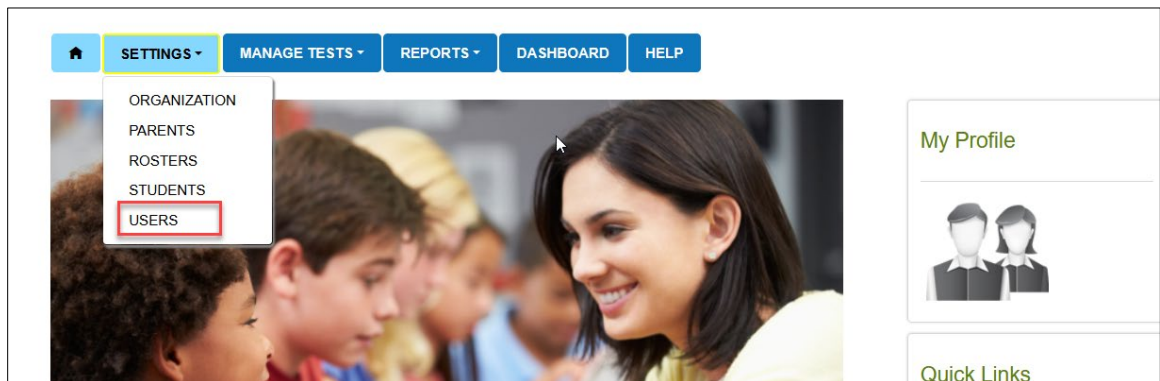 SETTINGS MANAGE TESTS REPORTS DASHBOARD HELP
ORGANIZATION
PARENTS
ROSTERS
STUDENTS
USERS
My Profile
Quick Links